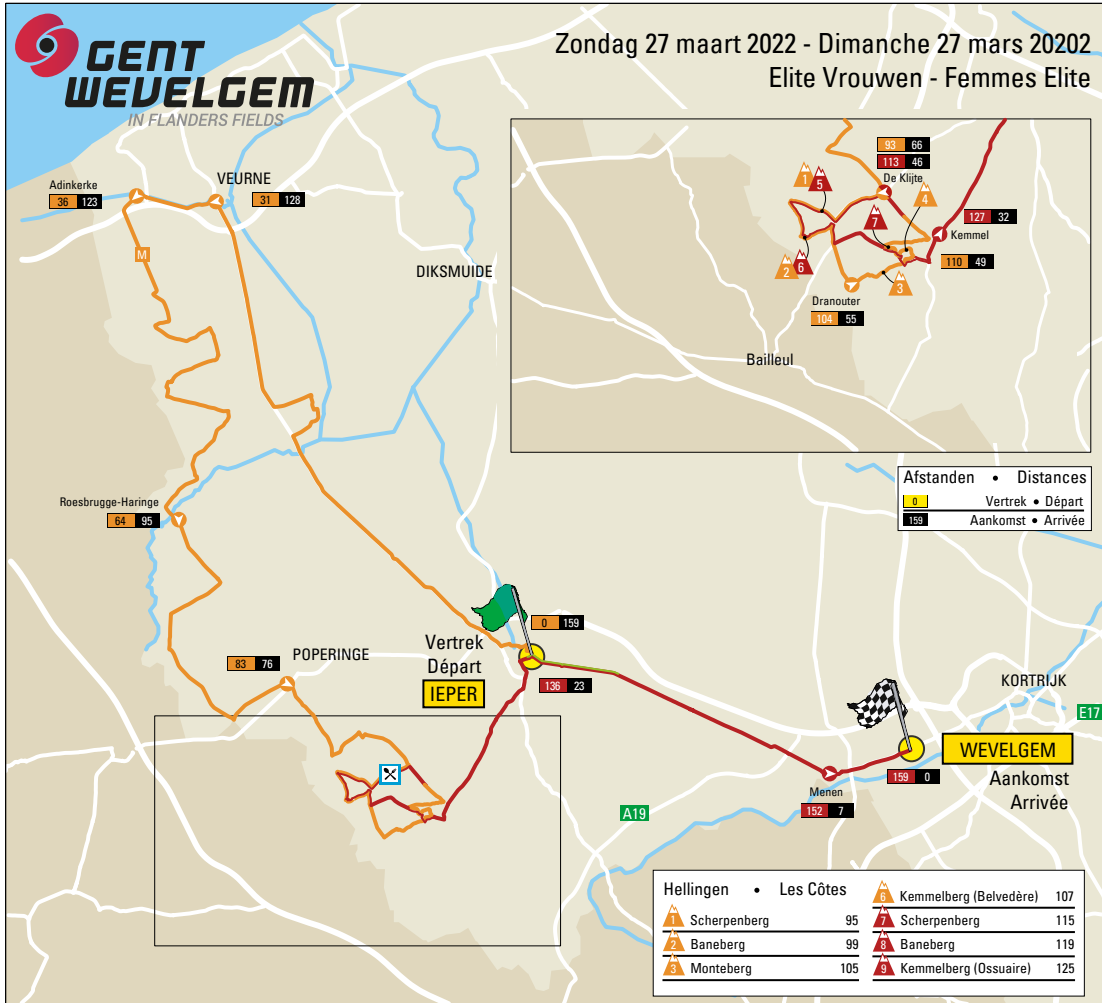 GENT
WEVELGEM
IN FLANDERS FIELDS
Zondag 27 maart 2022 - Dimanche 27 mars 20202
Elite Vrouwen - Femmes Elite
93 66
113 46
De Klijte
1 5
4
7
127 32
Kemmel
2 6
110 49
3
Dranouter
104 55
Bailleul
Adinkerke
36 123
VEURNE
31 128
M
DIKSMUIDE
Afstanden • Distances
0 Vertrek • Départ
159 Aankomst • Arrivée
Roesbrugge-Haringe
64 95
0 159
Vertrek
Départ
IEPER
136 23
POPERINGE
83 76
KORTRIJK
E17
WEVELGEM
159 0
Aankomst
Arrivée
Menen
152 7
A19
Hellingen • Les Côtes
1 Scherpenberg 95
2 Baneberg 99
3 Monteberg 105
6 Kemmelberg (Belvedère) 107
7 Scherpenberg 115
8 Baneberg 119
9 Kemmelberg (Ossuaire) 125